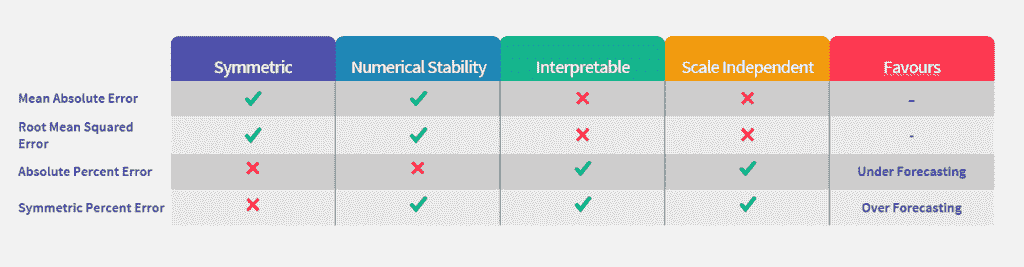 Symmetric Numerical Stability Interpretable Scale Independent Favours
Mean Absolute Error ✓ ✓ ✗ ✗ –
Root Mean Squared
Error ✓ ✓ ✗ ✗ -
Absolute Percent Error ✗ ✗ ✓ ✓ Under Forecasting
Symmetric Percent Error ✗ ✓ ✓ ✓ Over Forecasting